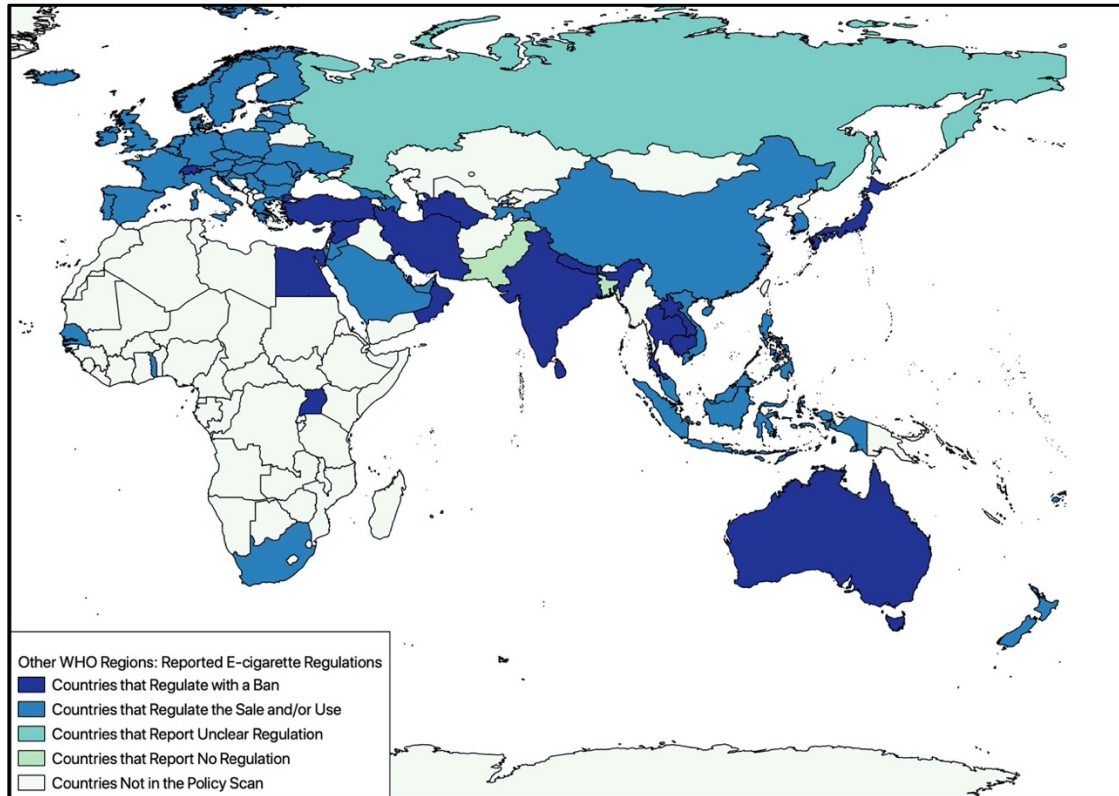 Other WHO Regions: Reported E-cigarette Regulations
Countries that Regulate with a Ban
Countries that Regulate the Sale and/or Use
Countries that Report Unclear Regulation
Countries that Report No Regulation
Countries Not in the Policy Scan